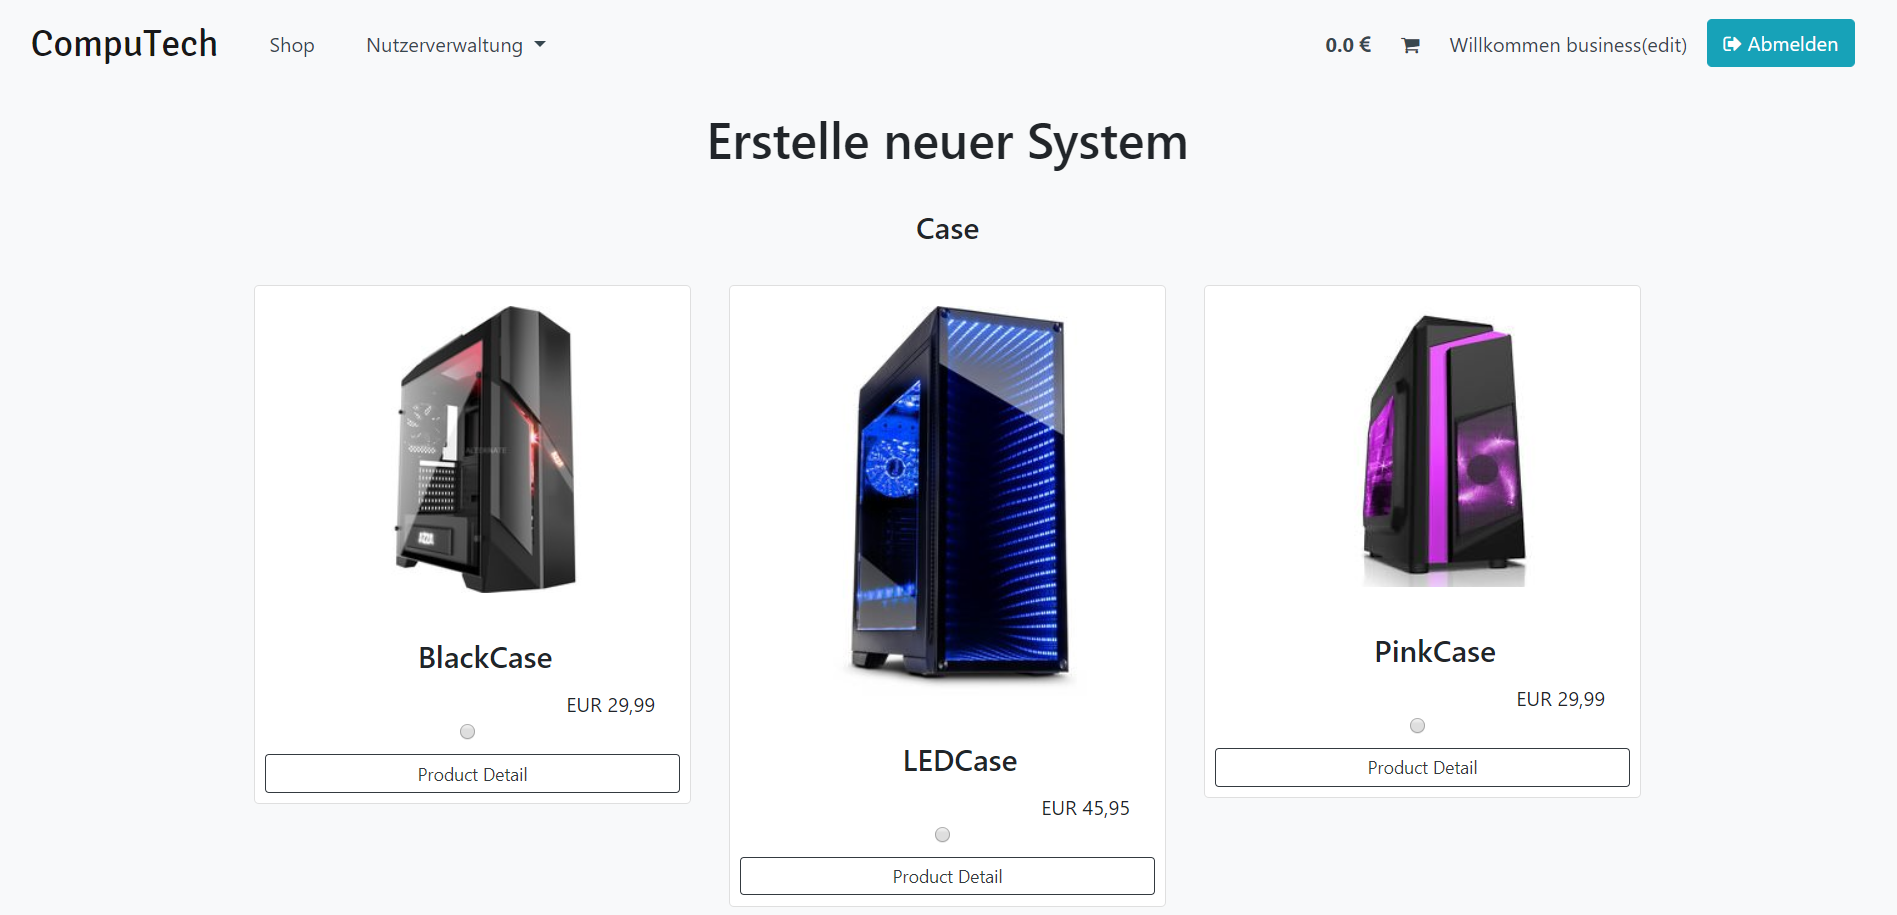 CompuTech
Shop
Nutzerverwaltung
0.0 €
Willkommen business(edit)
Abmelden
Erstelle neuer System
Case
ALTERNATE
BlackCase
EUR 29,99
Product Detail
LEDCase
EUR 45,95
Product Detail
PinkCase
EUR 29,99
Product Detail